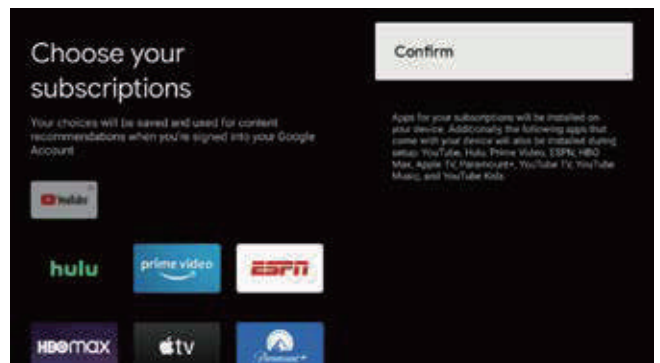 Choose your
subscriptions
Your choices will be saved and used for content
recommendations when you're signed into your Google
Account
YouTube
hulu
prime video
ESPN
HBOmax
tv
Paramount+
Confirm
Apps for your subscriptions will be installed on
your device. Additionally, the following apps that
come with your device will also be installed during
setup: YouTube, Hulu, Prime Video, ESPN, HBO
Max, Apple TV, Paramount+, YouTube TV, YouTube
Music, and YouTube Kids